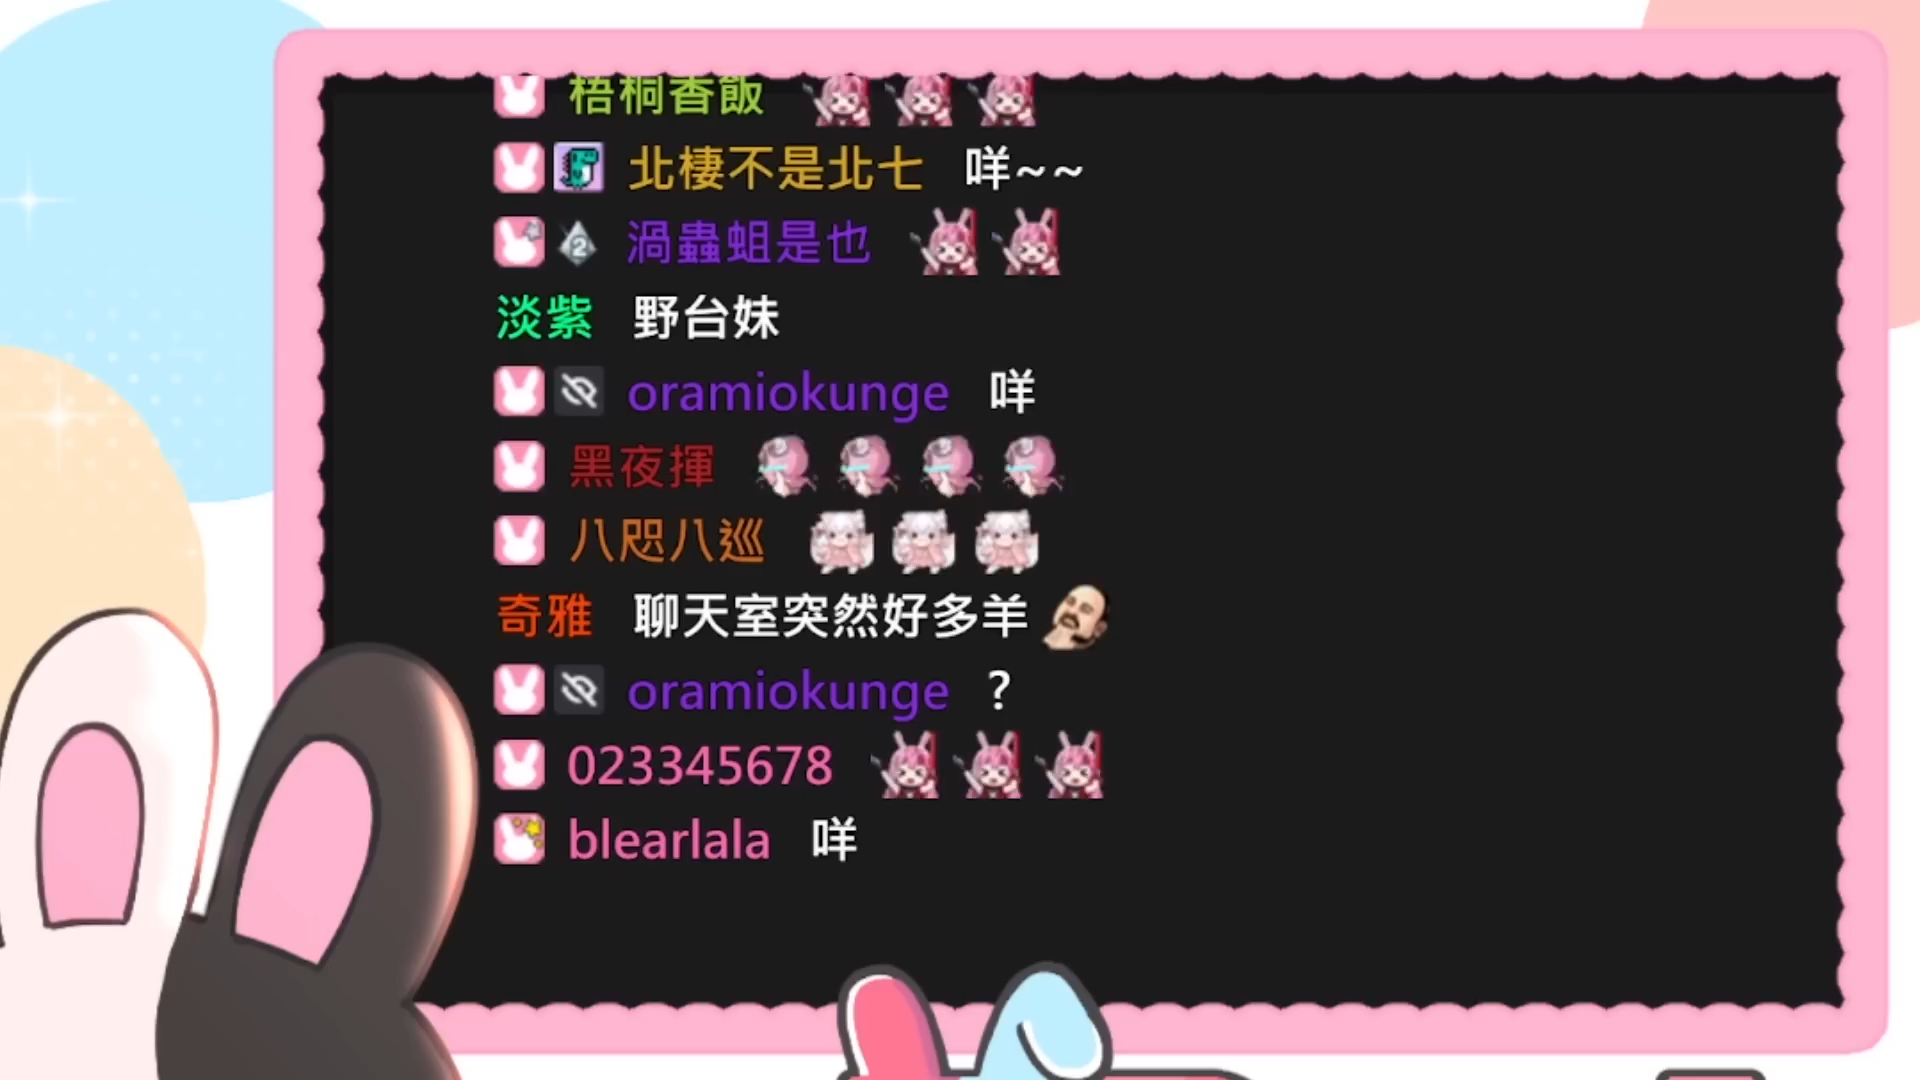 梧桐香飯
北棲不是北七 咩~~
2 渦蟲蛆是也
淡紫 野台妹
oramiokunge 咩
黑夜揮
八咫八巡
奇雅 聊天室突然好多羊
oramiokunge ?
023345678
blearlala 咩